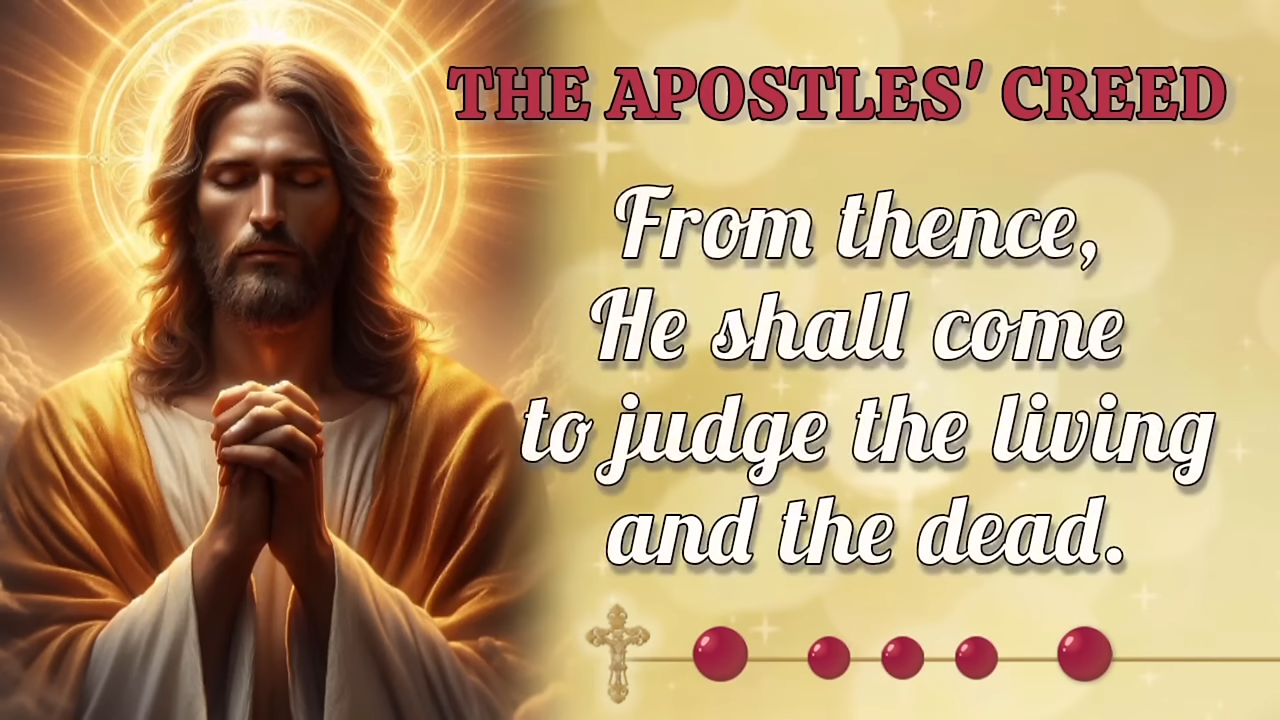 THE APOSTLES' CREED
From thence,
He shall come
to judge the living
and the dead.